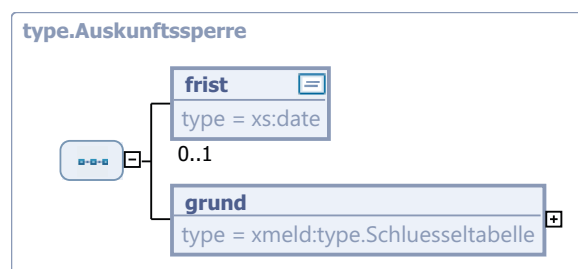 type.Auskunftssperre
frist
type = xs:date
0..1
grund
type = xmeld:type.Schluesseltabelle